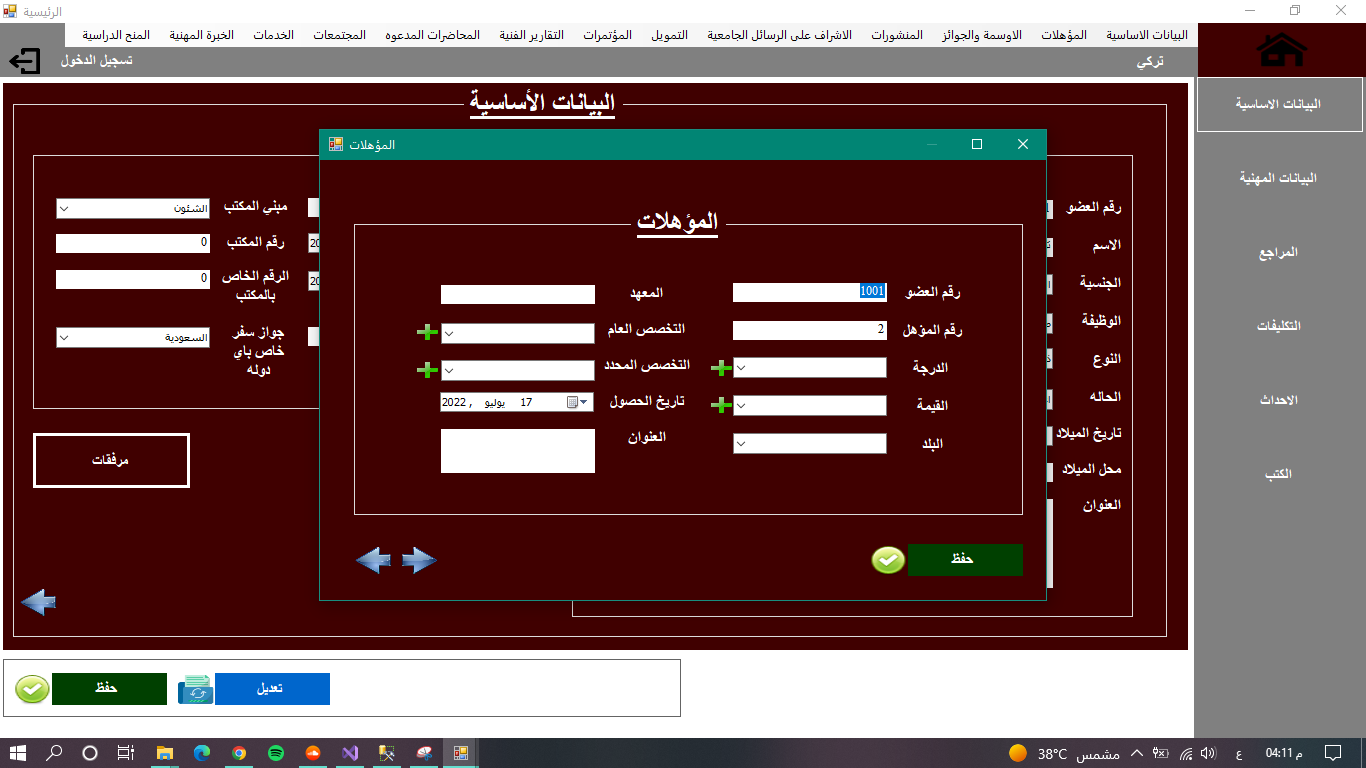 الرئيسية
البيانات الاساسية المؤهلات الاوسمة والجوائز المنشورات الاشراف على الرسائل الجامعية التمويل المؤتمرات التقارير الفنية المحاضرات المدعوه المجتمعات الخدمات الخبرة المهنية المنح الدراسية
تركي
تسجيل الدخول
البيانات الاساسية
البيانات المهنية
المراجع
التكليفات
الاحداث
الكتب
البيانات الأساسية
رقم العضو
الاسم
الجنسية
الوظيفة
النوع
الحاله
تاريخ الميلاد
محل الميلاد
العنوان
مبني المكتب الشئون
رقم المكتب 0
الرقم الخاص
بالمكتب 0
جواز سفر
خاص باي
دوله السعودية
20
20
مرفقات
المؤهلات
المؤهلات
رقم العضو 1001
رقم المؤهل 2
الدرجة
القيمة
البلد
المعهد
التخصص العام
التخصص المحدد
تاريخ الحصول 17 يوليو , 2022
العنوان
حفظ
تعديل
حفظ
38°C مشمس
ع
04:11 م